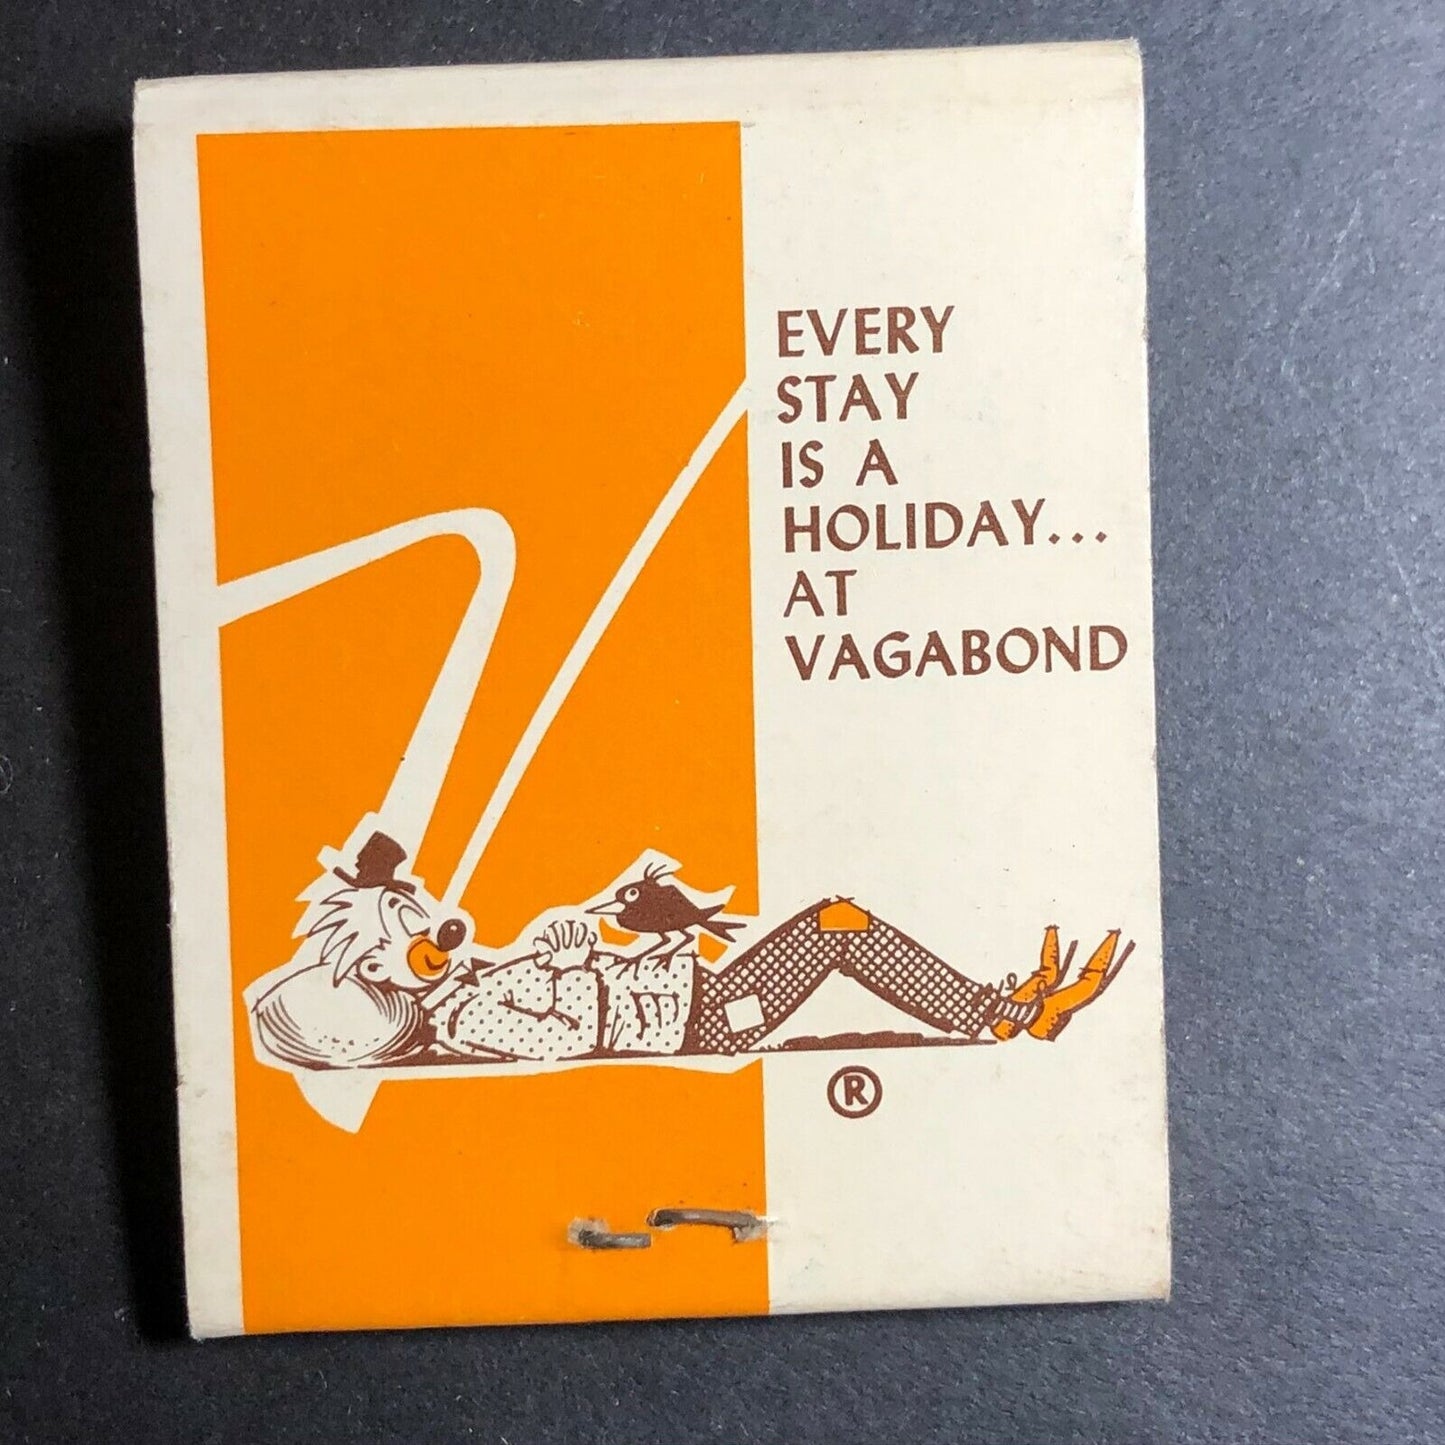 EVERY
STAY
IS A
HOLIDAY...
AT
VAGABOND
®